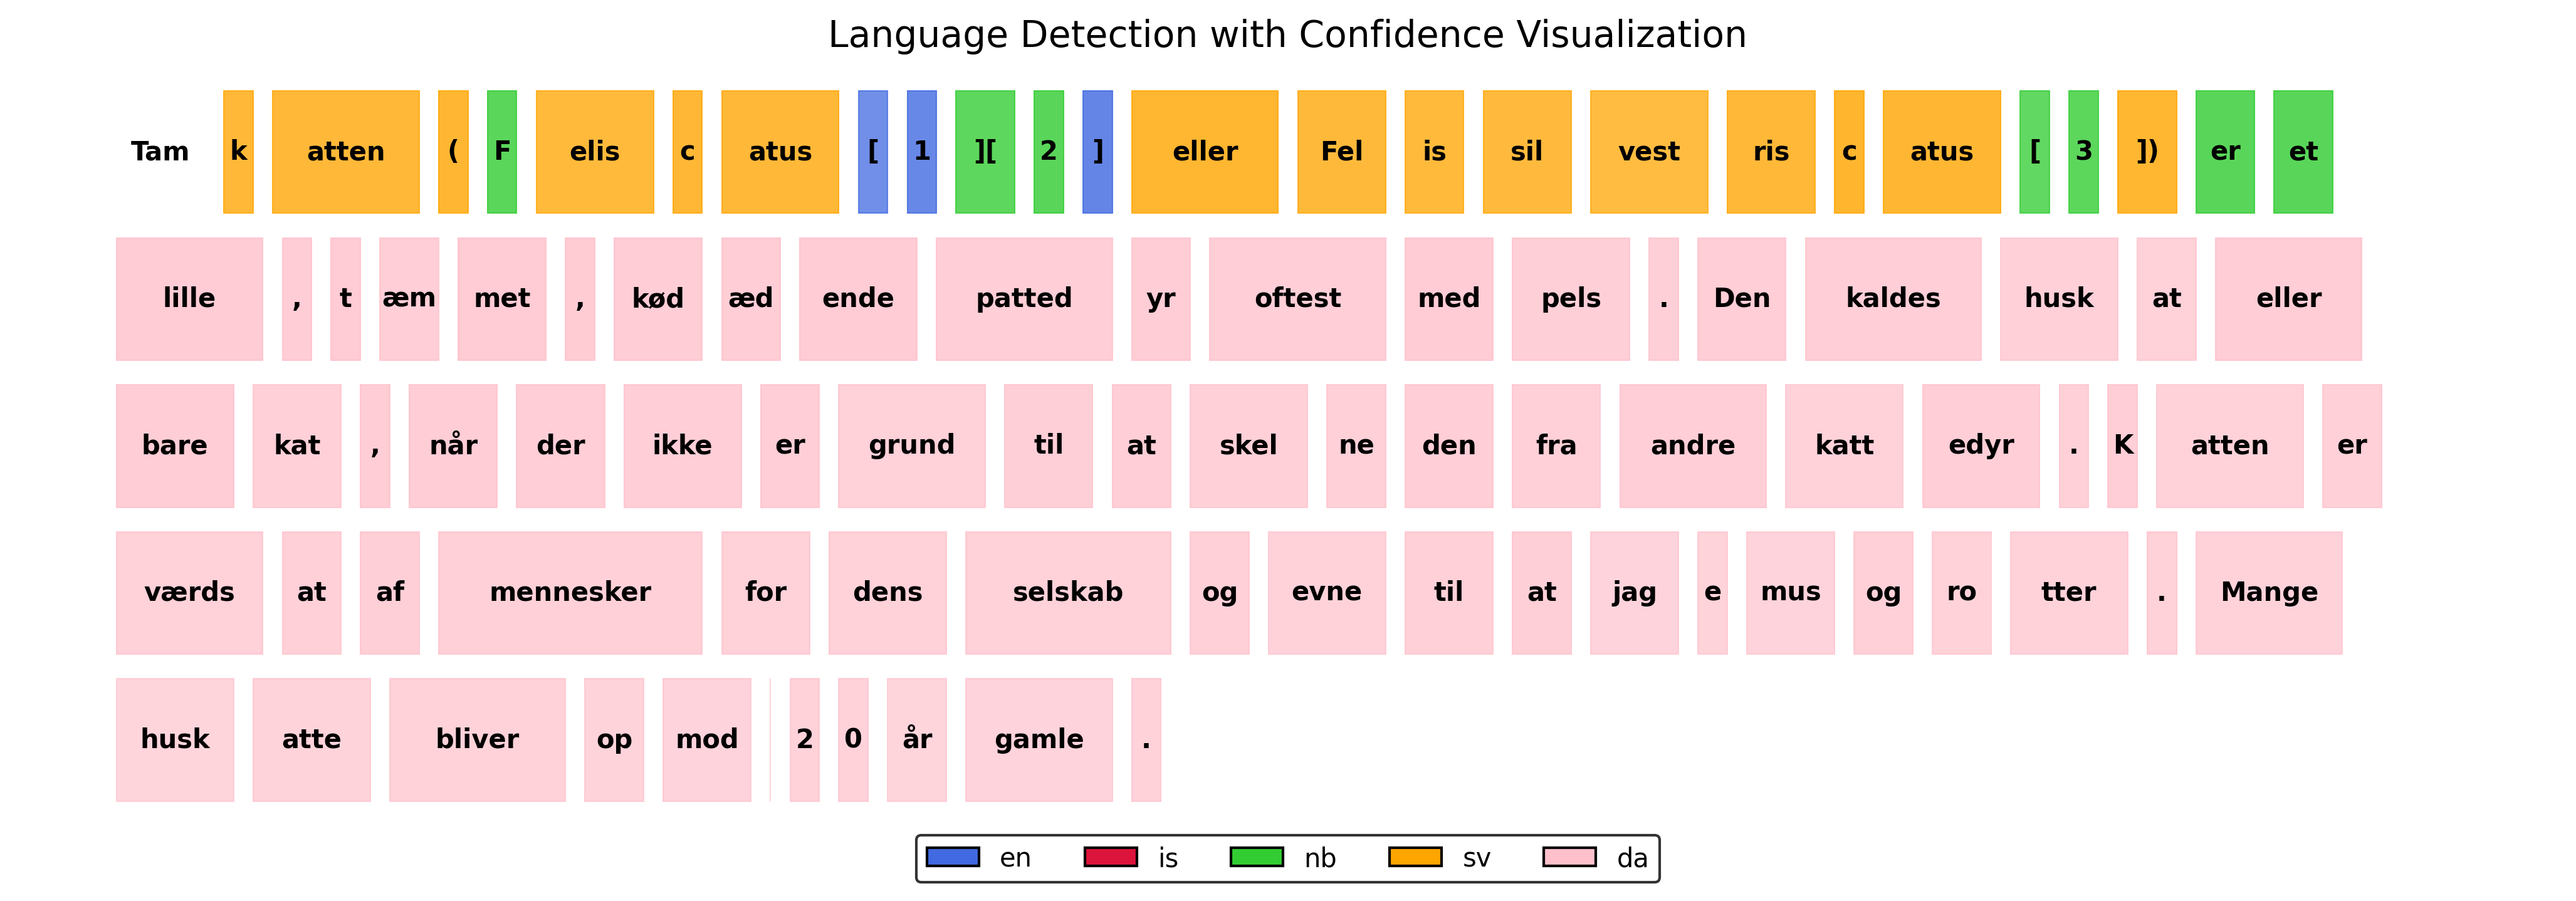 Language Detection with Confidence Visualization
Tam k atten ( F elis c atus [ 1 ][ 2 ] eller Fel is sil vest ris c atus [ 3 ]) er et
lille , t æm met , kød æd ende patted yr oftest med pels . Den kaldes husk at eller
bare kat , når der ikke er grund til at skel ne den fra andre katt edyr . K atten er
værds at af mennesker for dens selskab og evne til at jag e mus og ro tter . Mange
husk atte bliver op mod 2 0 år gamle .
en is nb sv da